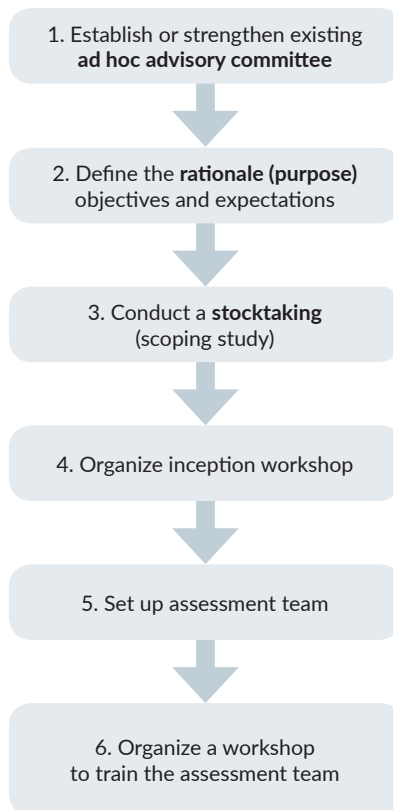 1. Establish or strengthen existing
ad hoc advisory committee
2. Define the rationale (purpose)
objectives and expectations
3. Conduct a stocktaking
(scoping study)
4. Organize inception workshop
5. Set up assessment team
6. Organize a workshop
to train the assessment team